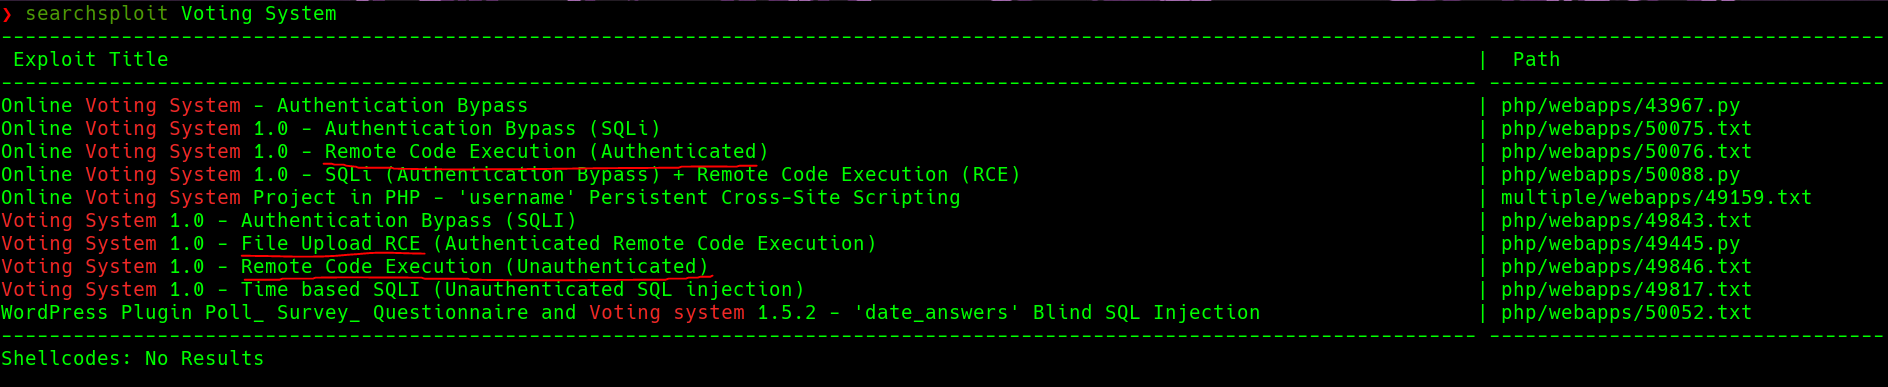 ❯ searchsploit Voting System
Exploit Title | Path
Online Voting System - Authentication Bypass | php/webapps/43967.py
Online Voting System 1.0 - Authentication Bypass (SQLi) | php/webapps/50075.txt
Online Voting System 1.0 - Remote Code Execution (Authenticated) | php/webapps/50076.txt
Online Voting System 1.0 - SQLi (Authentication Bypass) + Remote Code Execution (RCE) | php/webapps/50088.py
Online Voting System Project in PHP - 'username' Persistent Cross-Site Scripting | multiple/webapps/49159.txt
Voting System 1.0 - Authentication Bypass (SQLI) | php/webapps/49843.txt
Voting System 1.0 - File Upload RCE (Authenticated Remote Code Execution) | php/webapps/49445.py
Voting System 1.0 - Remote Code Execution (Unauthenticated) | php/webapps/49846.txt
Voting System 1.0 - Time based SQLI (Unauthenticated SQL injection) | php/webapps/49817.txt
WordPress Plugin Poll_ Survey_ Questionnaire and Voting system 1.5.2 - 'date_answers' Blind SQL Injection | php/webapps/50052.txt
Shellcodes: No Results